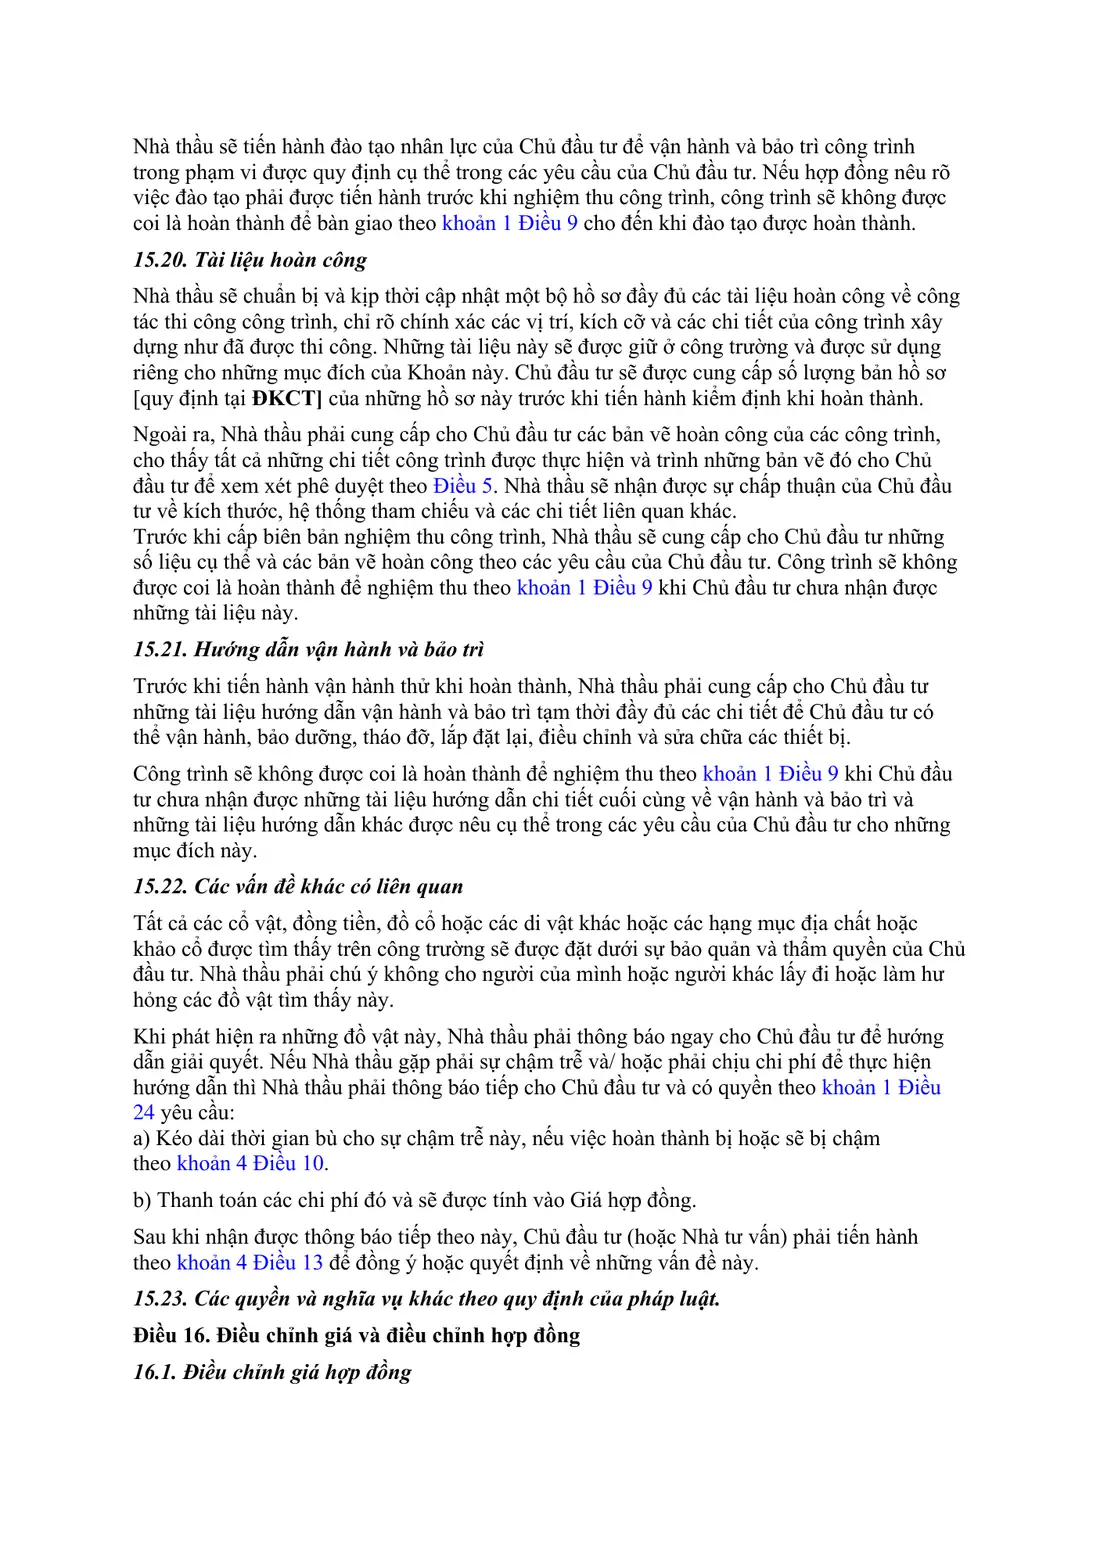 Nhà thầu sẽ tiến hành đào tạo nhân lực của Chủ đầu tư để vận hành và bảo trì công trình
trong phạm vi được quy định cụ thể trong các yêu cầu của Chủ đầu tư. Nếu hợp đồng nêu rõ
việc đào tạo phải được tiến hành trước khi nghiệm thu công trình, công trình sẽ không được
coi là hoàn thành để bàn giao theo khoản 1 Điều 9 cho đến khi đào tạo được hoàn thành.
15.20. Tài liệu hoàn công
Nhà thầu sẽ chuẩn bị và kịp thời cập nhật một bộ hồ sơ đầy đủ các tài liệu hoàn công về công
tác thi công công trình, chỉ rõ chính xác các vị trí, kích cỡ và các chi tiết của công trình xây
dựng như đã được thi công. Những tài liệu này sẽ được giữ ở công trường và được sử dụng
riêng cho những mục đích của Khoản này. Chủ đầu tư sẽ được cung cấp số lượng bản hồ sơ
[quy định tại ĐKCT] của những hồ sơ này trước khi tiến hành kiểm định khi hoàn thành.
Ngoài ra, Nhà thầu phải cung cấp cho Chủ đầu tư các bản vẽ hoàn công của các công trình,
cho thấy tất cả những chi tiết công trình được thực hiện và trình những bản vẽ đó cho Chủ
đầu tư để xem xét phê duyệt theo Điều 5. Nhà thầu sẽ nhận được sự chấp thuận của Chủ đầu
tư về kích thước, hệ thống tham chiếu và các chi tiết liên quan khác.
Trước khi cấp biên bản nghiệm thu công trình, Nhà thầu sẽ cung cấp cho Chủ đầu tư những
số liệu cụ thể và các bản vẽ hoàn công theo các yêu cầu của Chủ đầu tư. Công trình sẽ không
được coi là hoàn thành để nghiệm thu theo khoản 1 Điều 9 khi Chủ đầu tư chưa nhận được
những tài liệu này.
15.21. Hướng dẫn vận hành và bảo trì
Trước khi tiến hành vận hành thử khi hoàn thành, Nhà thầu phải cung cấp cho Chủ đầu tư
những tài liệu hướng dẫn vận hành và bảo trì tạm thời đầy đủ các chi tiết để Chủ đầu tư có
thể vận hành, bảo dưỡng, tháo đỡ, lắp đặt lại, điều chỉnh và sửa chữa các thiết bị.
Công trình sẽ không được coi là hoàn thành để nghiệm thu theo khoản 1 Điều 9 khi Chủ đầu
tư chưa nhận được những tài liệu hướng dẫn chi tiết cuối cùng về vận hành và bảo trì và
những tài liệu hướng dẫn khác được nêu cụ thể trong các yêu cầu của Chủ đầu tư cho những
mục đích này.
15.22. Các vấn đề khác có liên quan
Tất cả các cổ vật, đồng tiền, đồ cổ hoặc các di vật khác hoặc các hạng mục địa chất hoặc
khảo cổ được tìm thấy trên công trường sẽ được đặt dưới sự bảo quản và thẩm quyền của Chủ
đầu tư. Nhà thầu phải chú ý không cho người của mình hoặc người khác lấy đi hoặc làm hư
hỏng các đồ vật tìm thấy này.
Khi phát hiện ra những đồ vật này, Nhà thầu phải thông báo ngay cho Chủ đầu tư để hướng
dẫn giải quyết. Nếu Nhà thầu gặp phải sự chậm trễ và/ hoặc phải chịu chi phí để thực hiện
hướng dẫn thì Nhà thầu phải thông báo tiếp cho Chủ đầu tư và có quyền theo khoản 1 Điều
24 yêu cầu:
a) Kéo dài thời gian bù cho sự chậm trễ này, nếu việc hoàn thành bị hoặc sẽ bị chậm
theo khoản 4 Điều 10.
b) Thanh toán các chi phí đó và sẽ được tính vào Giá hợp đồng.
Sau khi nhận được thông báo tiếp theo này, Chủ đầu tư (hoặc Nhà tư vấn) phải tiến hành
theo khoản 4 Điều 13 để đồng ý hoặc quyết định về những vấn đề này.
15.23. Các quyền và nghĩa vụ khác theo quy định của pháp luật.
Điều 16. Điều chỉnh giá và điều chỉnh hợp đồng
16.1. Điều chỉnh giá hợp đồng